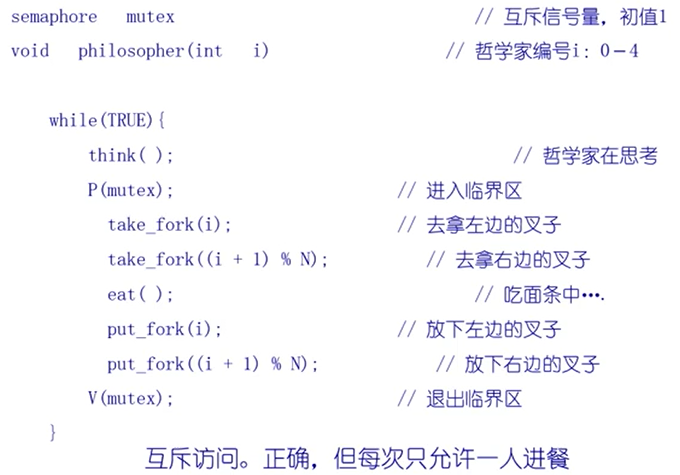 semaphore mutex // 互斥信号量，初值1
void philosopher(int i) // 哲学家编号i: 0－4
while(TRUE){
think( ); // 哲学家在思考
P(mutex); // 进入临界区
take_fork(i); // 去拿左边的叉子
take_fork((i + 1) % N); // 去拿右边的叉子
eat( ); // 吃面条中….
put_fork(i); // 放下左边的叉子
put_fork((i + 1) % N); // 放下右边的叉子
V(mutex); // 退出临界区
}
互斥访问。正确，但每次只允许一人进餐